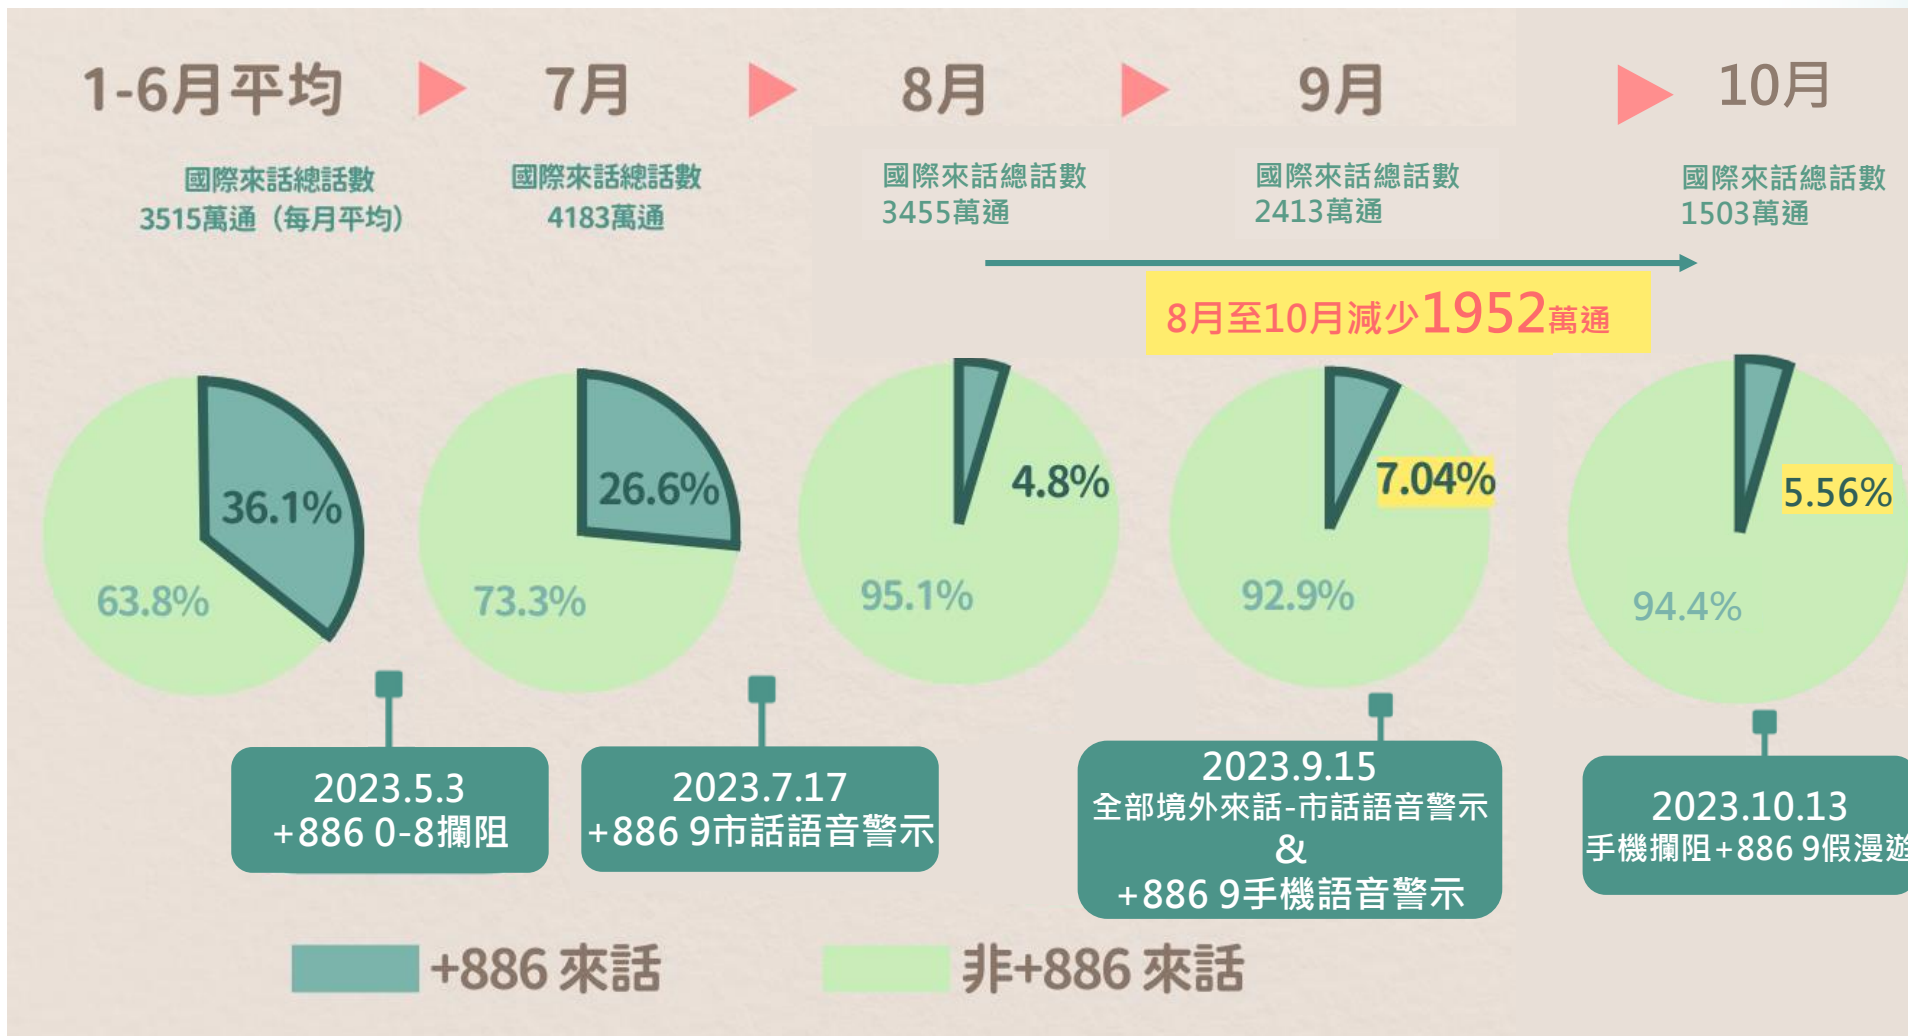 1-6月平均
7月
8月
9月
10月
國際來話總話數
3515萬通（每月平均）
國際來話總話數
4183萬通
國際來話總話數
3455萬通
國際來話總話數
2413萬通
國際來話總話數
1503萬通
8月至10月減少1952萬通
36.1%
63.8%
26.6%
73.3%
4.8%
95.1%
7.04%
92.9%
5.56%
94.4%
2023.5.3
+886 0-8攔阻
2023.7.17
+886 9市話語音警示
2023.9.15
全部境外來話-市話語音警示
&
+886 9手機語音警示
2023.10.13
手機攔阻+886 9假漫遊
+886 來話
非+886 來話